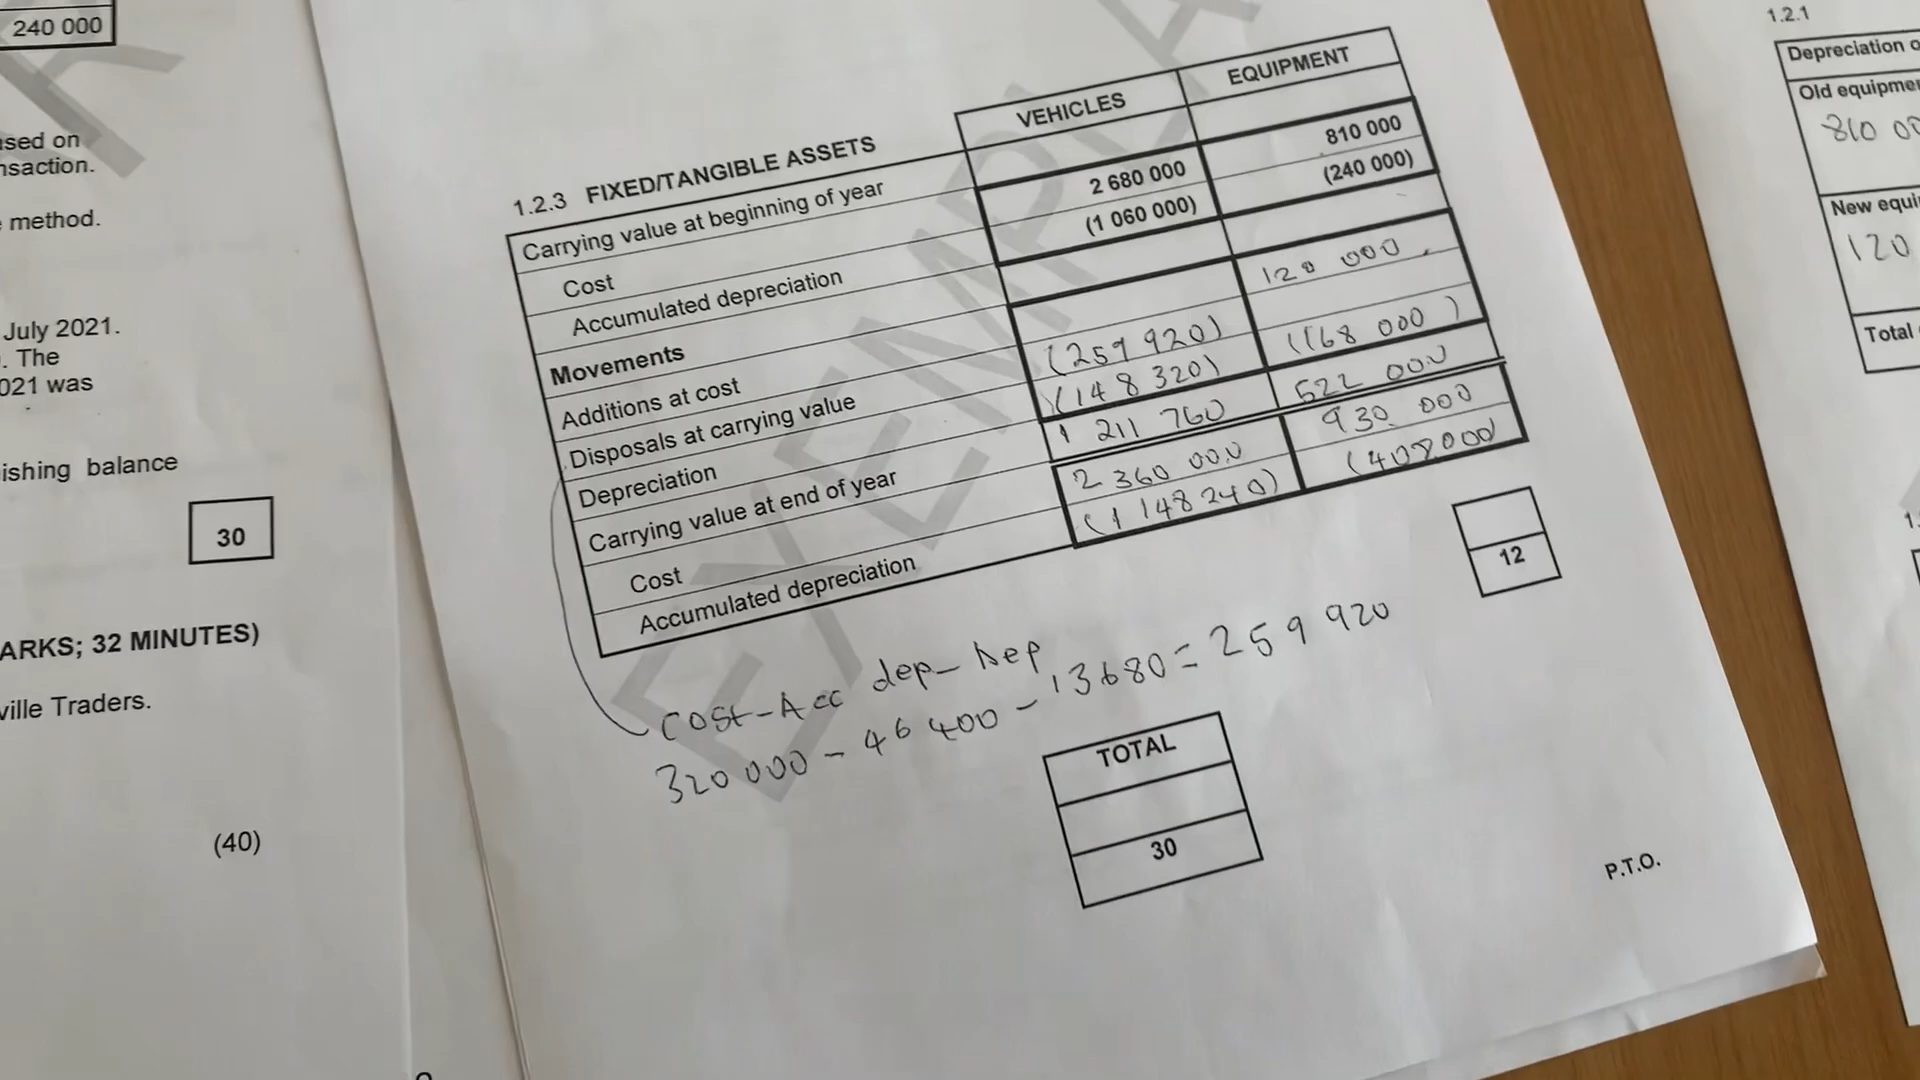 240 000
ased on
nsaction.
method.
July 2021.
. The
021 was
ishing balance
30
ARKS; 32 MINUTES)
ville Traders.
(40)
1.2.3 FIXED/TANGIBLE ASSETS
VEHICLES EQUIPMENT
Carrying value at beginning of year
Cost 2 680 000 810 000
Accumulated depreciation (1 060 000) (240 000)
Movements
Additions at cost 120 000
Disposals at carrying value (259 920)
Depreciation (148 320) (168 000)
Carrying value at end of year 1 211 760 522 000
Cost 2 360 000 930 000
Accumulated depreciation (1 148 240) (408 000)
12
Cost-Acc dep- Dep
320 000 - 46 400 - 13680 = 259 920
TOTAL
30
P.T.O.
EXEMPLA
1.2.1
Depreciation o
Old equipme
810 00
New equi
120
Total
1.